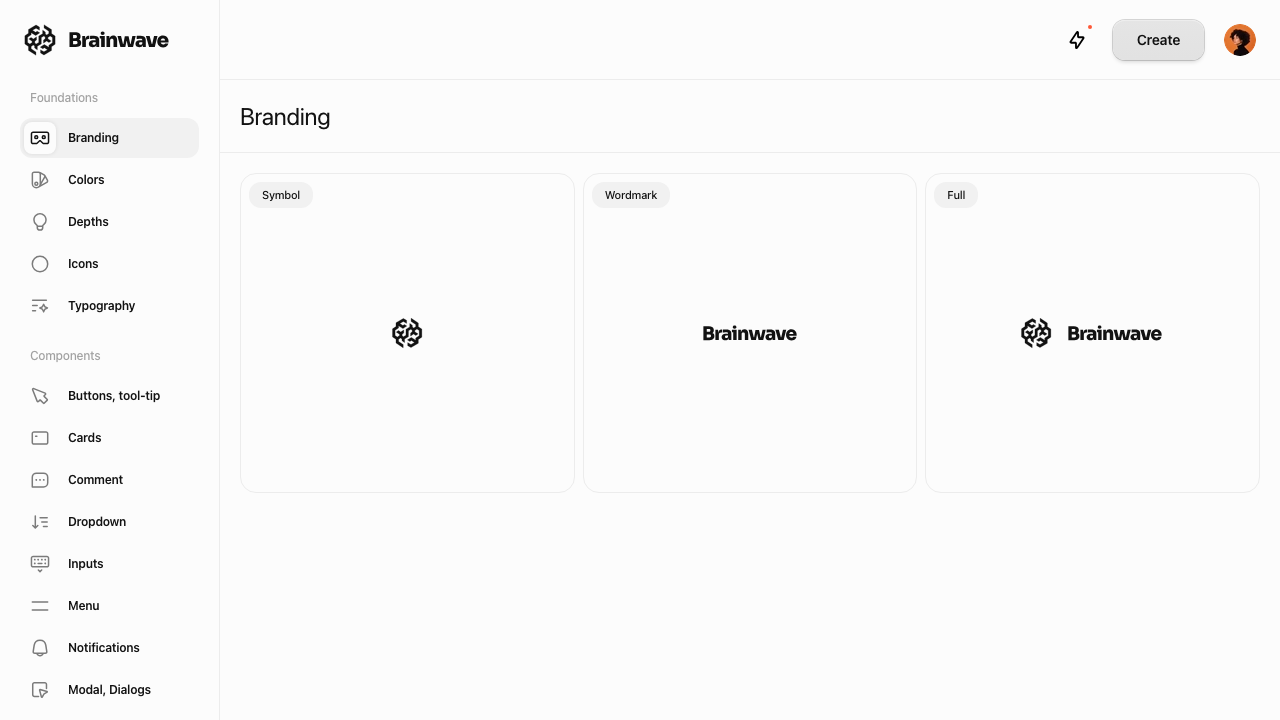 Brainwave
Create
Foundations
Branding
Colors
Depths
Icons
Typography
Components
Buttons, tool-tip
Cards
Comment
Dropdown
Inputs
Menu
Notifications
Modal, Dialogs
Branding
Symbol
Wordmark
Brainwave
Full
Brainwave